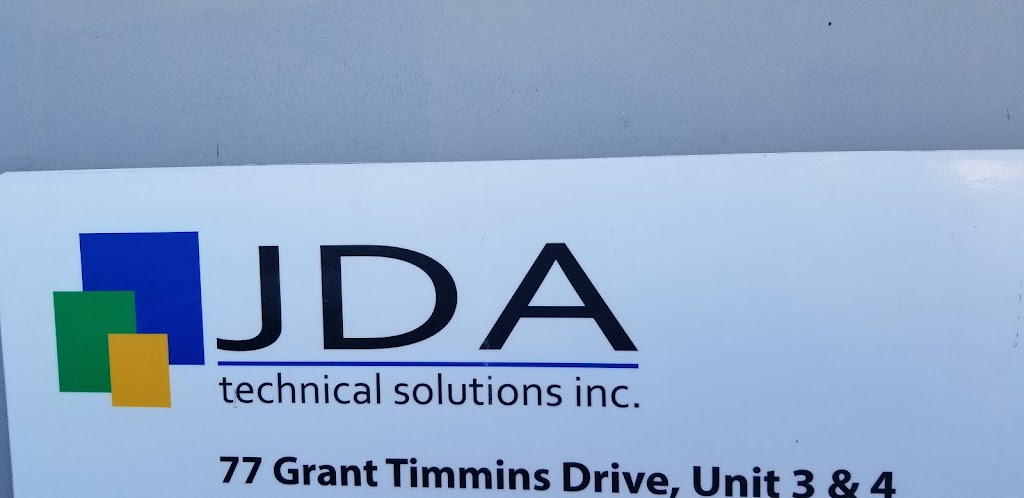 JDA
technical solutions inc.
77 Grant Timmins Drive, Unit 3 & 4